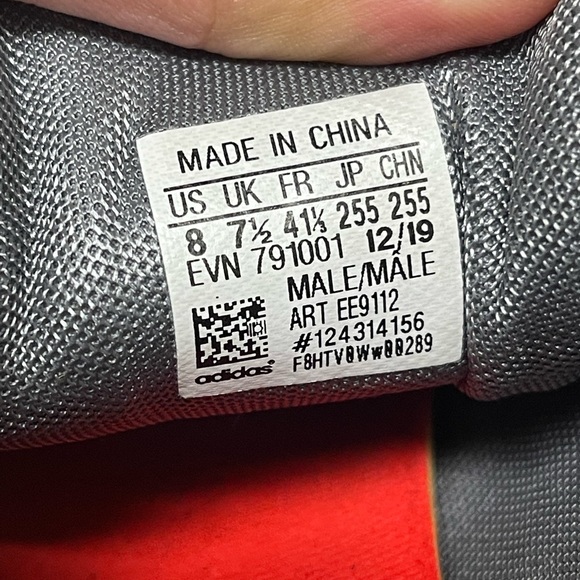 MADE IN CHINA
US UK FR JP CHN
8 7½ 41⅓ 255 255
EVN 791001 12/19
MALE/MÂLE
ART EE9112
#124314156
F8HTV0Ww00289
adidas